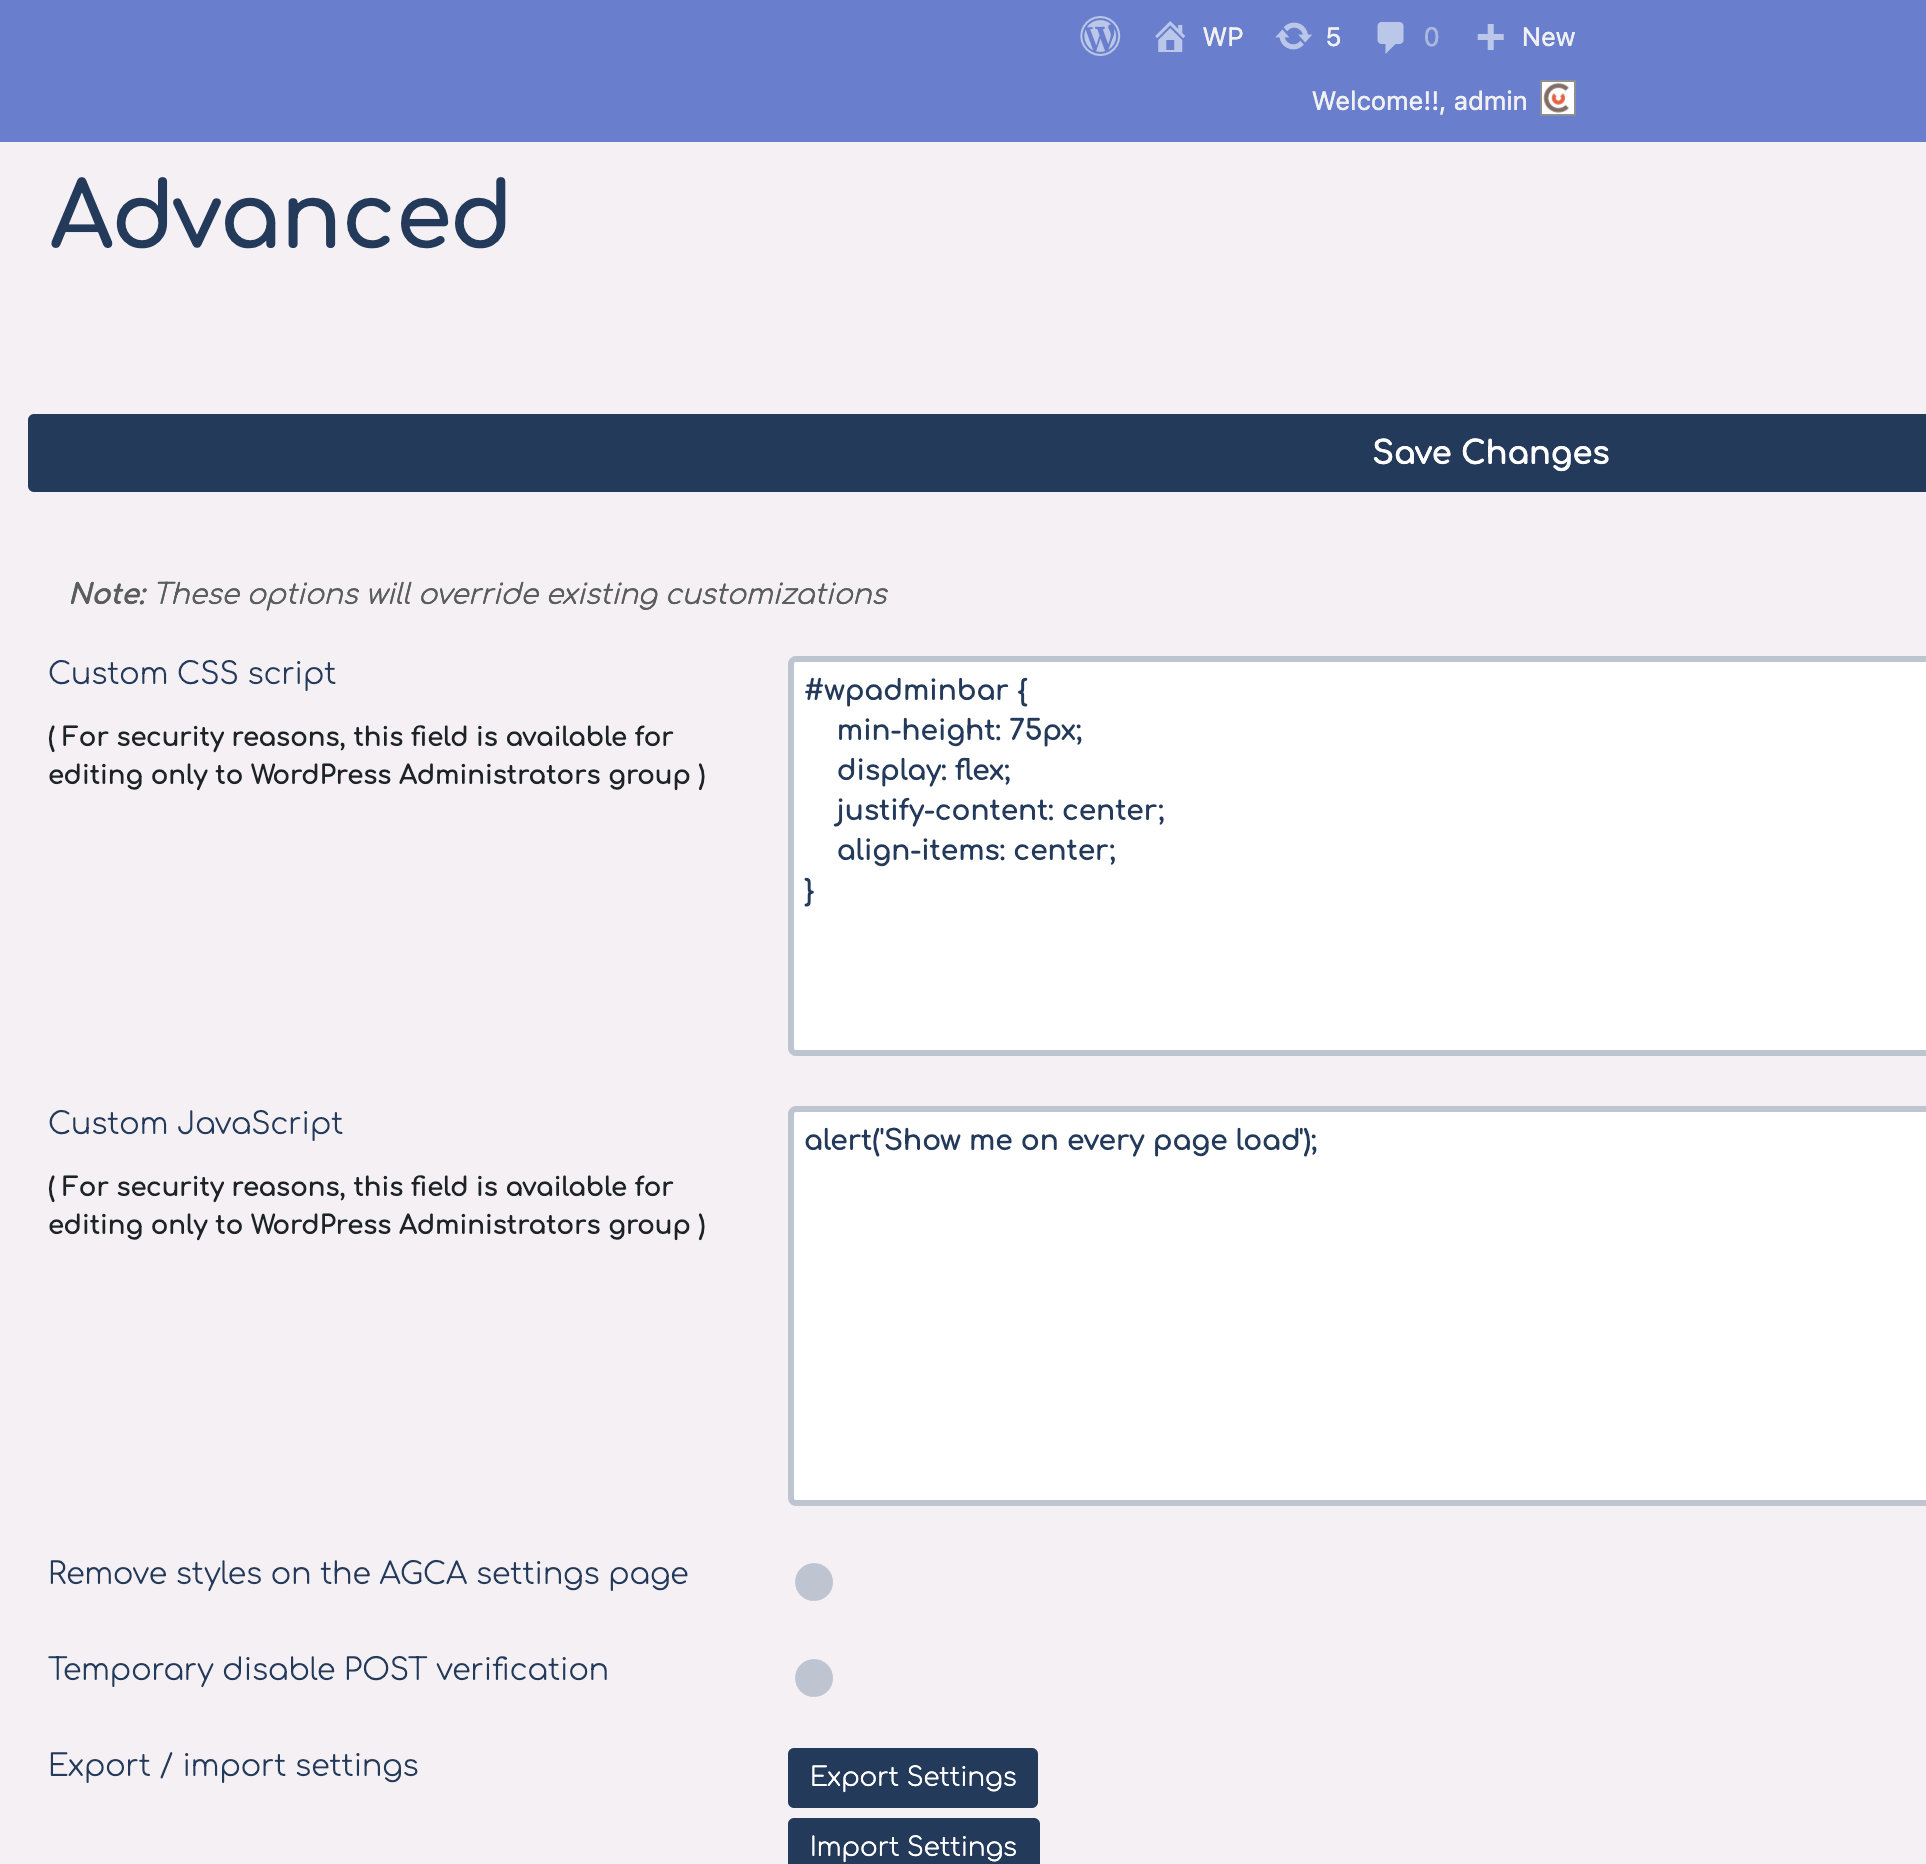 WP 5 0 New
Welcome!!, admin
Advanced
Save Changes
Note: These options will override existing customizations
Custom CSS script
( For security reasons, this field is available for
editing only to WordPress Administrators group )
#wpadminbar {
    min-height: 75px;
    display: flex;
    justify-content: center;
    align-items: center;
}
Custom JavaScript
( For security reasons, this field is available for
editing only to WordPress Administrators group )
alert('Show me on every page load');
Remove styles on the AGCA settings page
Temporary disable POST verification
Export / import settings
Export Settings
Import Settings